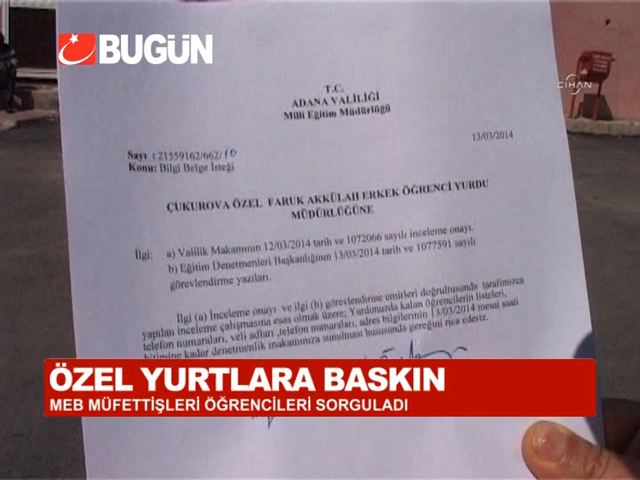 BUGÜN
CİHAN
T.C.
ADANA VALİLİĞİ
Milli Eğitim Müdürlüğü
13/03/2014
Sayı : 21559162/662/10
Konu: Bilgi Belge İsteği
ÇUKUROVA ÖZEL FARUK AKKÜLAH ERKEK ÖĞRENCİ YURDU
MÜDÜRLÜĞÜNE
İlgi: a) Valilik Makamının 12/03/2014 tarih ve 1072066 sayılı inceleme onayı.
b) Eğitim Denetmenleri Başkanlığının 13/03/2014 tarih ve 1077591 sayılı
görevlendirme yazıları.
İlgi (a) İnceleme onayı ve ilgi (b) görevlendirme emirleri doğrultusunda tarafımızca
yapılan inceleme çalışmasına esas olmak üzere; Yurdunuzda kalan öğrencilerin listeleri,
telefon numaraları, veli adları ,telefon numaraları, adres bilgilerinin 13/03/2014 mesai saati
bitimine kadar denetmenlik makamımıza sunulması hususunda gereğini rica ederiz.
ÖZEL YURTLARA BASKIN
MEB MÜFETTİŞLERİ ÖĞRENCİLERİ SORGULADI